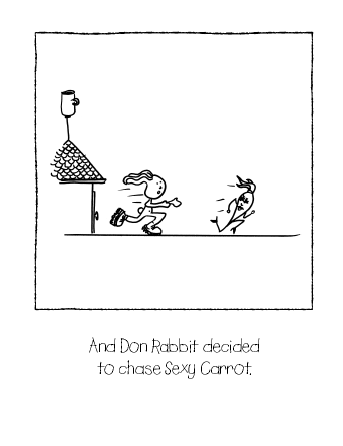 And Don Rabbit decided
to chase Sexy Carrot.